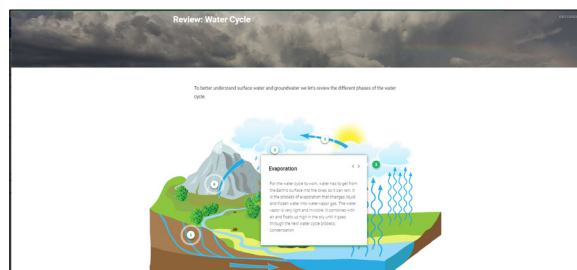 Review: Water Cycle
To better understand surface water and groundwater we let's review the different phases of the water
cycle.
Evaporation
For the water cycle to work, water has to get from
the Earth's surface into the skies so it can rain. It
is the process of evaporation that changes liquid
and frozen water into water-vapor gas. The water
vapor is very light and invisible, it combines with
air and floats up high in the sky until it goes
through the next water cycle process,
condensation.